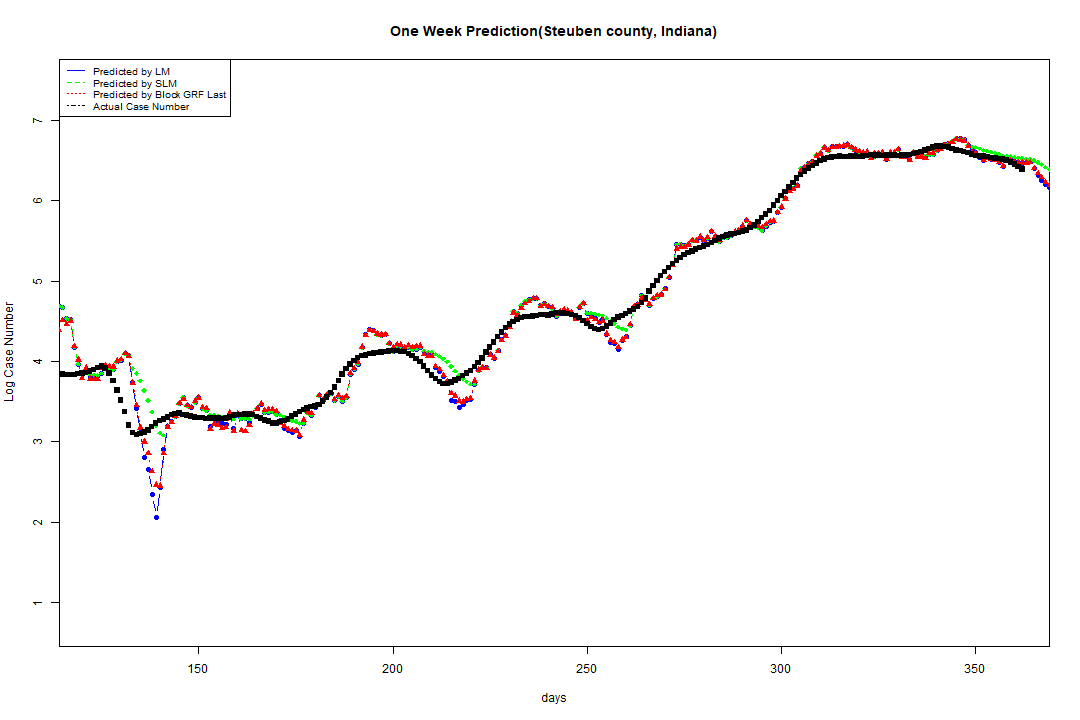 One Week Prediction(Steuben county, Indiana)
Predicted by LM
Predicted by SLM
Predicted by Block GRF Last
Actual Case Number
7
6
5
4
3
2
1
Log Case Number
150
200
250
300
350
days